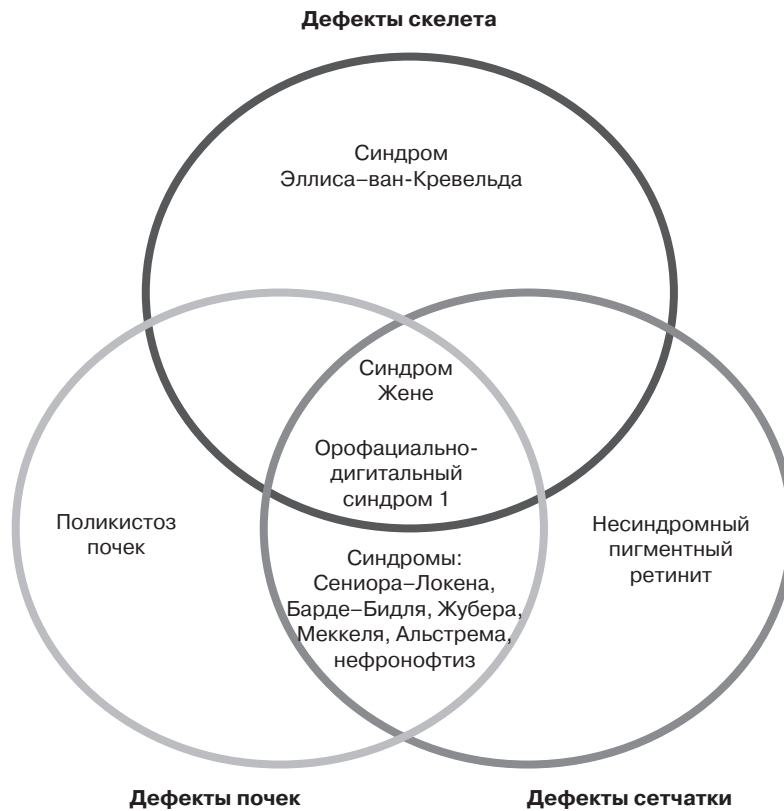 Дефекты скелета
Синдром
Эллиса–ван-Кревельда
Синдром
Жене
Орофациально-
дигитальный
синдром 1
Поликистоз
почек
Несиндромный
пигментный
ретинит
Синдромы:
Сениора–Локена,
Барде–Бидля, Жубера,
Меккеля, Альстрема,
нефронофтиз
Дефекты почек
Дефекты сетчатки